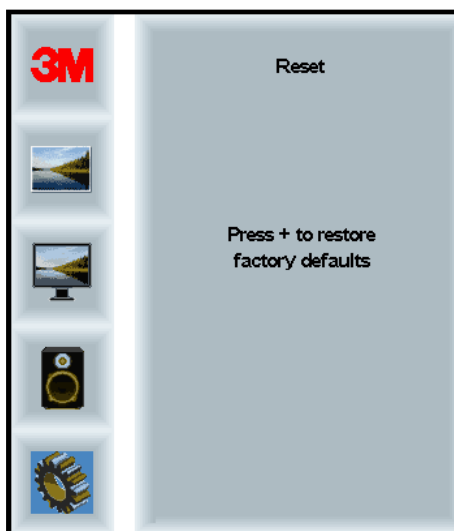 3M
Reset
Press + to restore
factory defaults